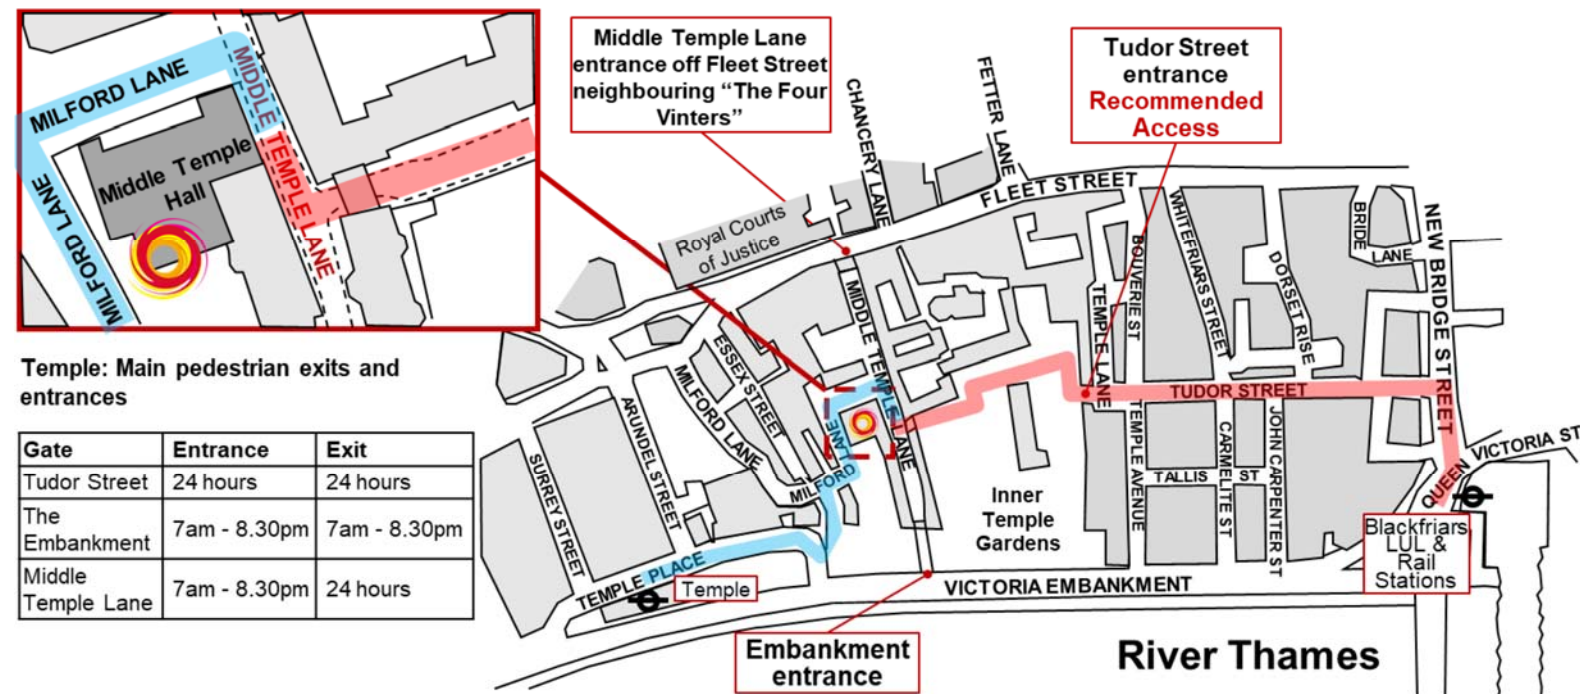 MILFORD LANE
MIDDLE TEMPLE LANE
Middle Temple
Hall
MILFORD LANE
MILFORD LANE
Middle Temple Lane
entrance off Fleet Street
neighbouring “The Four
Vinters”
Tudor Street
entrance
Recommended
Access
CHANCERY LANE
FETTER LANE
FLEET STREET
Royal Courts
of Justice
MIDDLE TEMPLE LANE
ESSEX STREET
MILFORD LANE
MILFORD LANE
ARUNDEL STREET
SURREY STREET
TEMPLE PLACE
Temple
TEMPLE LANE
BOUVERIE ST
WHITEFRIARS STREET
DORSET RISE
BRIDE
LANE
NEW BRIDGE STREET
TUDOR STREET
TEMPLE AVENUE
TALLIS ST
CARMELITE ST
JOHN CARPENTER ST
QUEEN VICTORIA ST
Inner
Temple
Gardens
Blackfriars
LUL &
Rail
Stations
VICTORIA EMBANKMENT
Embankment
entrance
River Thames
Temple: Main pedestrian exits and
entrances
Gate Entrance Exit
Tudor Street 24 hours 24 hours
The
Embankment 7am - 8.30pm 7am - 8.30pm
Middle
Temple Lane 7am - 8.30pm 24 hours